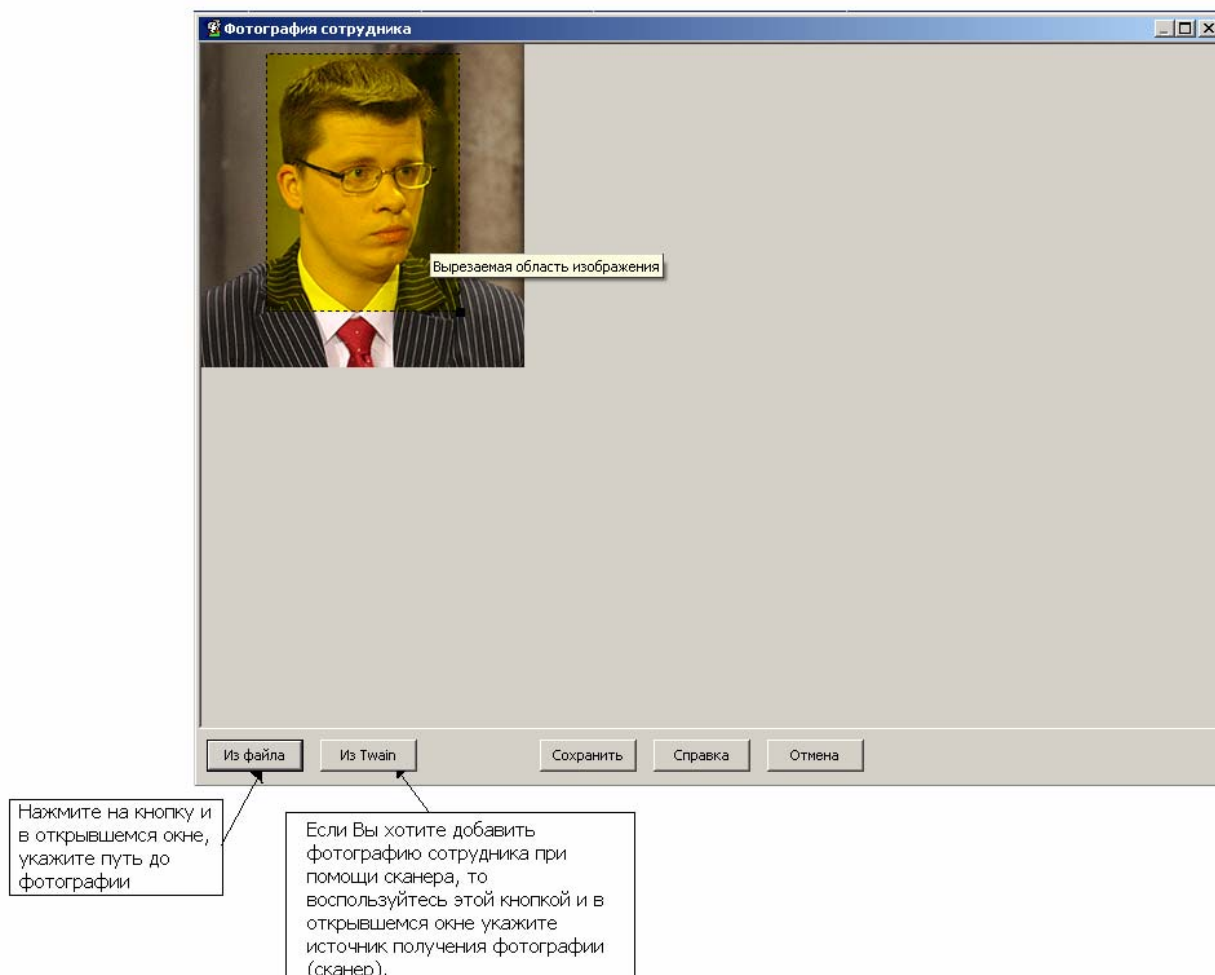 Фотография сотрудника
Вырезаемая область изображения
Из файла
Из Twain
Сохранить
Справка
Отмена
Нажмите на кнопку и
в открывшемся окне,
укажите путь до
фотографии
Если Вы хотите добавить
фотографию сотрудника при
помощи сканера, то
воспользуйтесь этой кнопкой и в
открывшемся окне укажите
источник получения фотографии
(сканер).